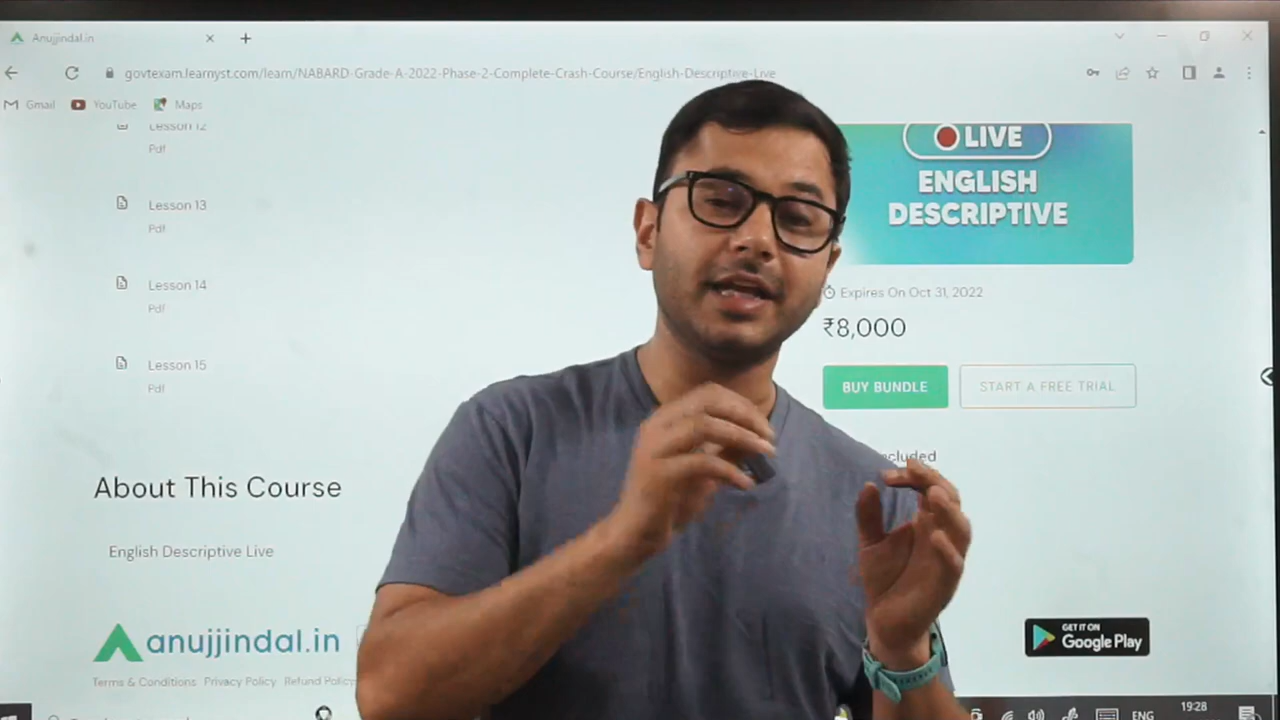 Anujjindal.in
govtexam.learnyst.com/learn/NABARD-Grade-A-2022-Phase-2-Complete-Crash-Course/English-Descriptive-Live
Gmail YouTube Maps
Lesson 12
Pdf
Lesson 13
Pdf
Lesson 14
Pdf
Lesson 15
Pdf
LIVE
ENGLISH
DESCRIPTIVE
Expires On Oct 31, 2022
₹8,000
BUY BUNDLE
START A FREE TRIAL
About This Course
English Descriptive Live
anujjindal.in
Terms & Conditions Privacy Policy Refund Policy
GET IT ON
Google Play
ENG
19:28